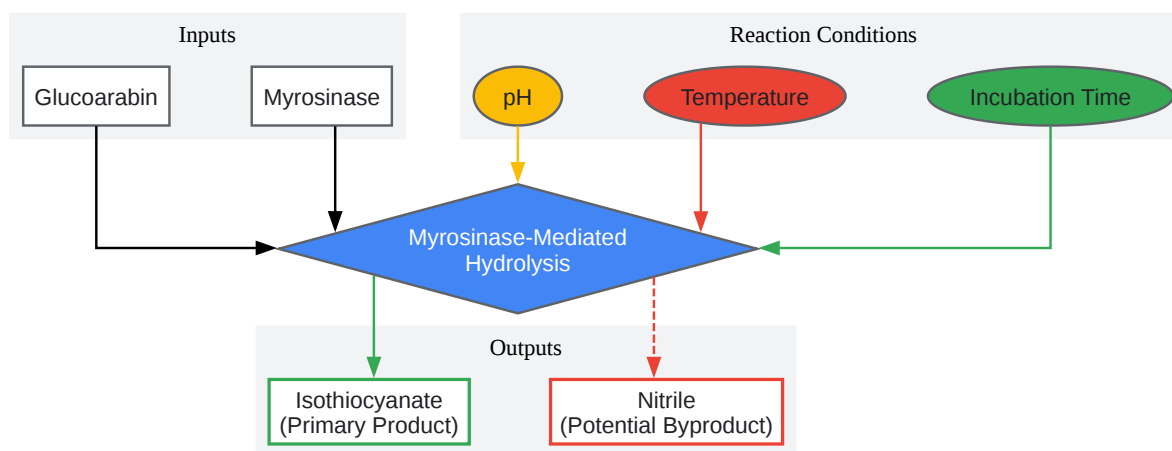 Inputs
Reaction Conditions
Glucoarabin
Myrosinase
pH
Temperature
Incubation Time
Myrosinase-Mediated
Hydrolysis
Outputs
Isothiocyanate
(Primary Product)
Nitrile
(Potential Byproduct)